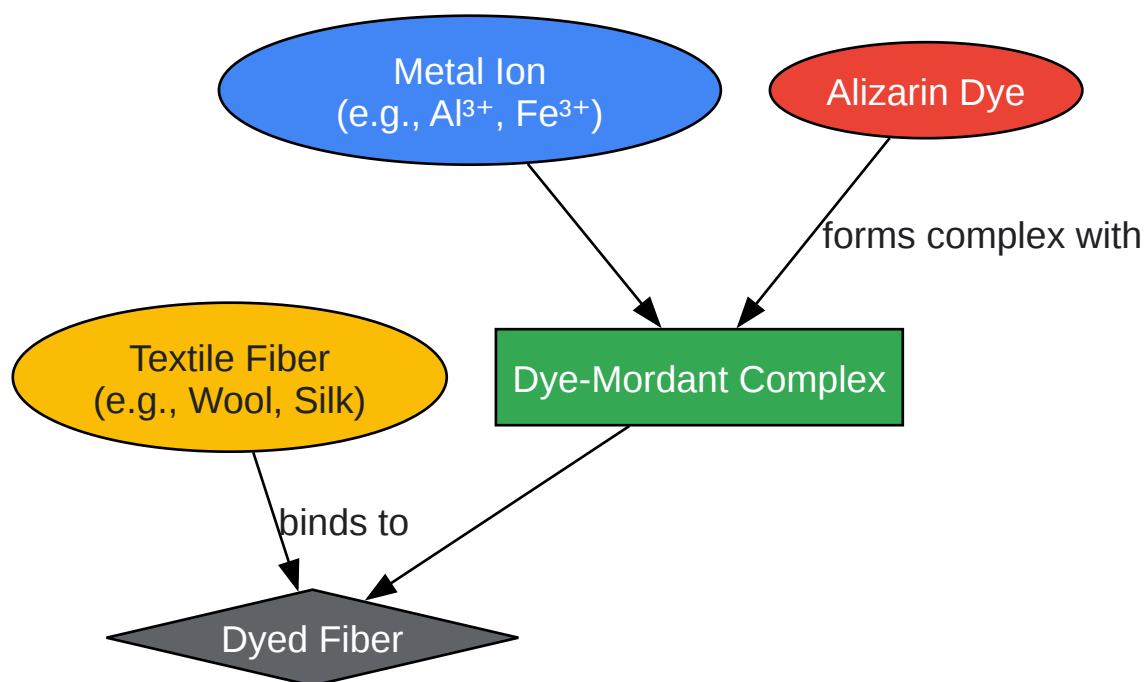 Metal Ion
(e.g., Al³⁺, Fe³⁺)
Alizarin Dye
forms complex with
Textile Fiber
(e.g., Wool, Silk)
Dye-Mordant Complex
binds to
Dyed Fiber